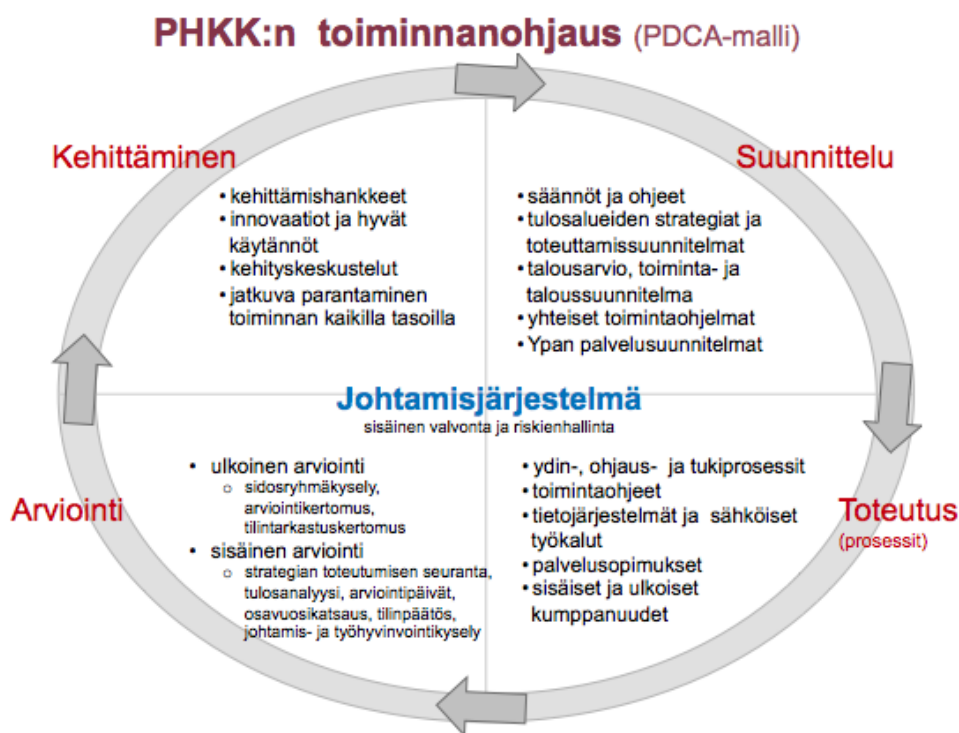 PHKK:n toiminnanohjaus (PDCA-malli)
Kehittäminen
• kehittämishankkeet
• innovaatiot ja hyvät
käytännöt
• kehityskeskustelut
• jatkuva parantaminen
toiminnan kaikilla tasoilla
Suunnittelu
• säännöt ja ohjeet
• tulosalueiden strategiat ja
toteuttamissuunnitelmat
• talousarvio, toiminta- ja
taloussuunnitelma
• yhteiset toimintaohjelmat
• Ypan palvelusuunnitelmat
Johtamisjärjestelmä
sisäinen valvonta ja riskienhallinta
Arviointi
• ulkoinen arviointi
o sidosryhmäkysely,
arviointikertomus,
tilintarkastuskertomus
• sisäinen arviointi
o strategian toteutumisen seuranta,
tulosanalyysi, arviointipäivät,
osavuosikatsaus, tilinpäätös,
johtamis- ja työhyvinvointikysely
Toteutus
(prosessit)
• ydin-, ohjaus- ja tukiprosessit
• toimintaohjeet
• tietojärjestelmät ja sähköiset
työkalut
• palvelusopimukset
• sisäiset ja ulkoiset
kumppanuudet